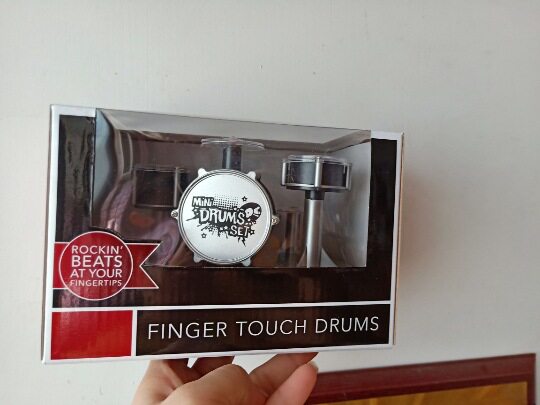 MiNi
DRUMS
SET
ROCKIN'
BEATS
AT YOUR
FINGERTIPS
FINGER TOUCH DRUMS